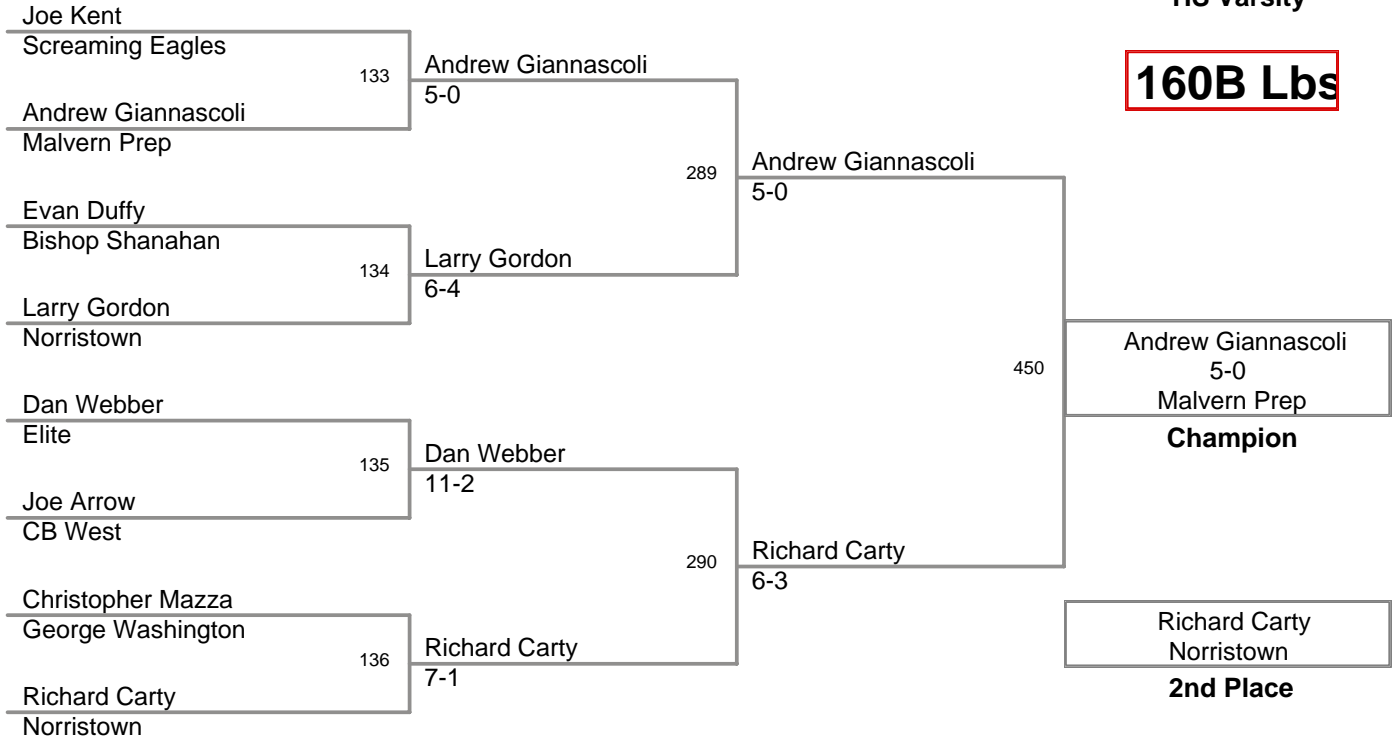 HS Varsity
160B Lbs
Joe Kent
Screaming Eagles
133
Andrew Giannascoli
Malvern Prep
Andrew Giannascoli
5-0
Evan Duffy
Bishop Shanahan
134
Larry Gordon
Norristown
Larry Gordon
6-4
289
Andrew Giannascoli
5-0
Dan Webber
Elite
135
Joe Arrow
CB West
Dan Webber
11-2
Christopher Mazza
George Washington
136
Richard Carty
Norristown
Richard Carty
7-1
290
Richard Carty
6-3
450
Andrew Giannascoli
5-0
Malvern Prep
Champion
Richard Carty
Norristown
2nd Place